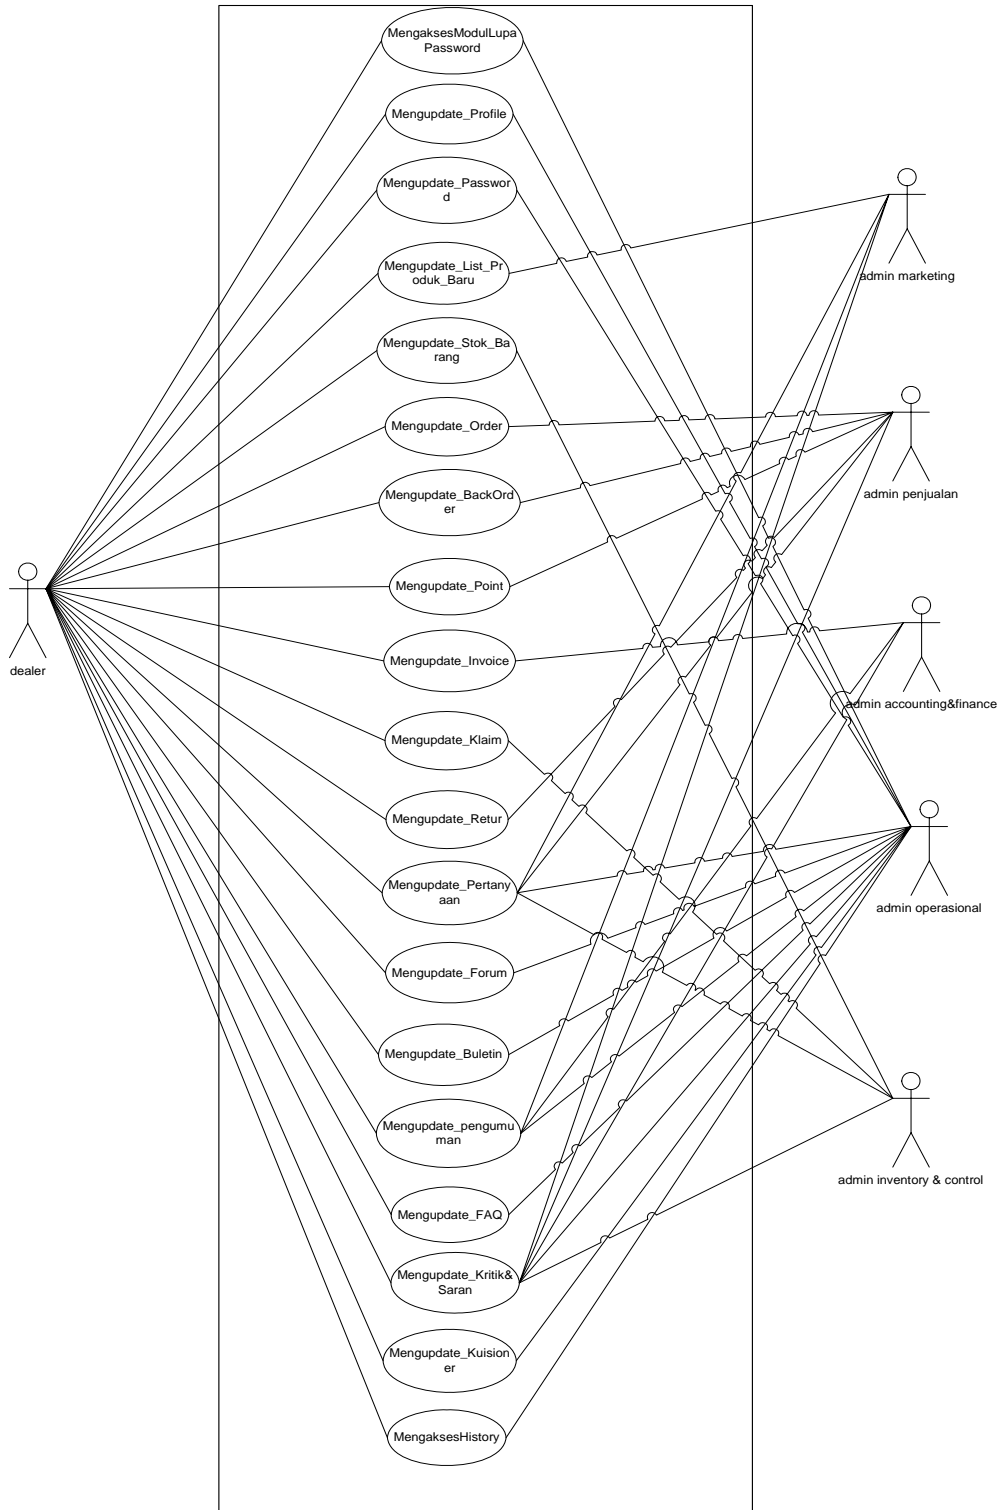 MengaksesModulLupa
Password
Mengupdate_Profile
Mengupdate_Passwor
d
Mengupdate_List_Pr
oduk_Baru
admin marketing
Mengupdate_Stok_Ba
rang
Mengupdate_Order
admin penjualan
Mengupdate_BackOrd
er
Mengupdate_Point
dealer
Mengupdate_Invoice
admin accounting&finance
Mengupdate_Klaim
Mengupdate_Retur
Mengupdate_Pertany
aan
admin operasional
Mengupdate_Forum
Mengupdate_Buletin
Mengupdate_pengumu
man
admin inventory & control
Mengupdate_FAQ
Mengupdate_Kritik&
Saran
Mengupdate_Kuision
er
MengaksesHistory